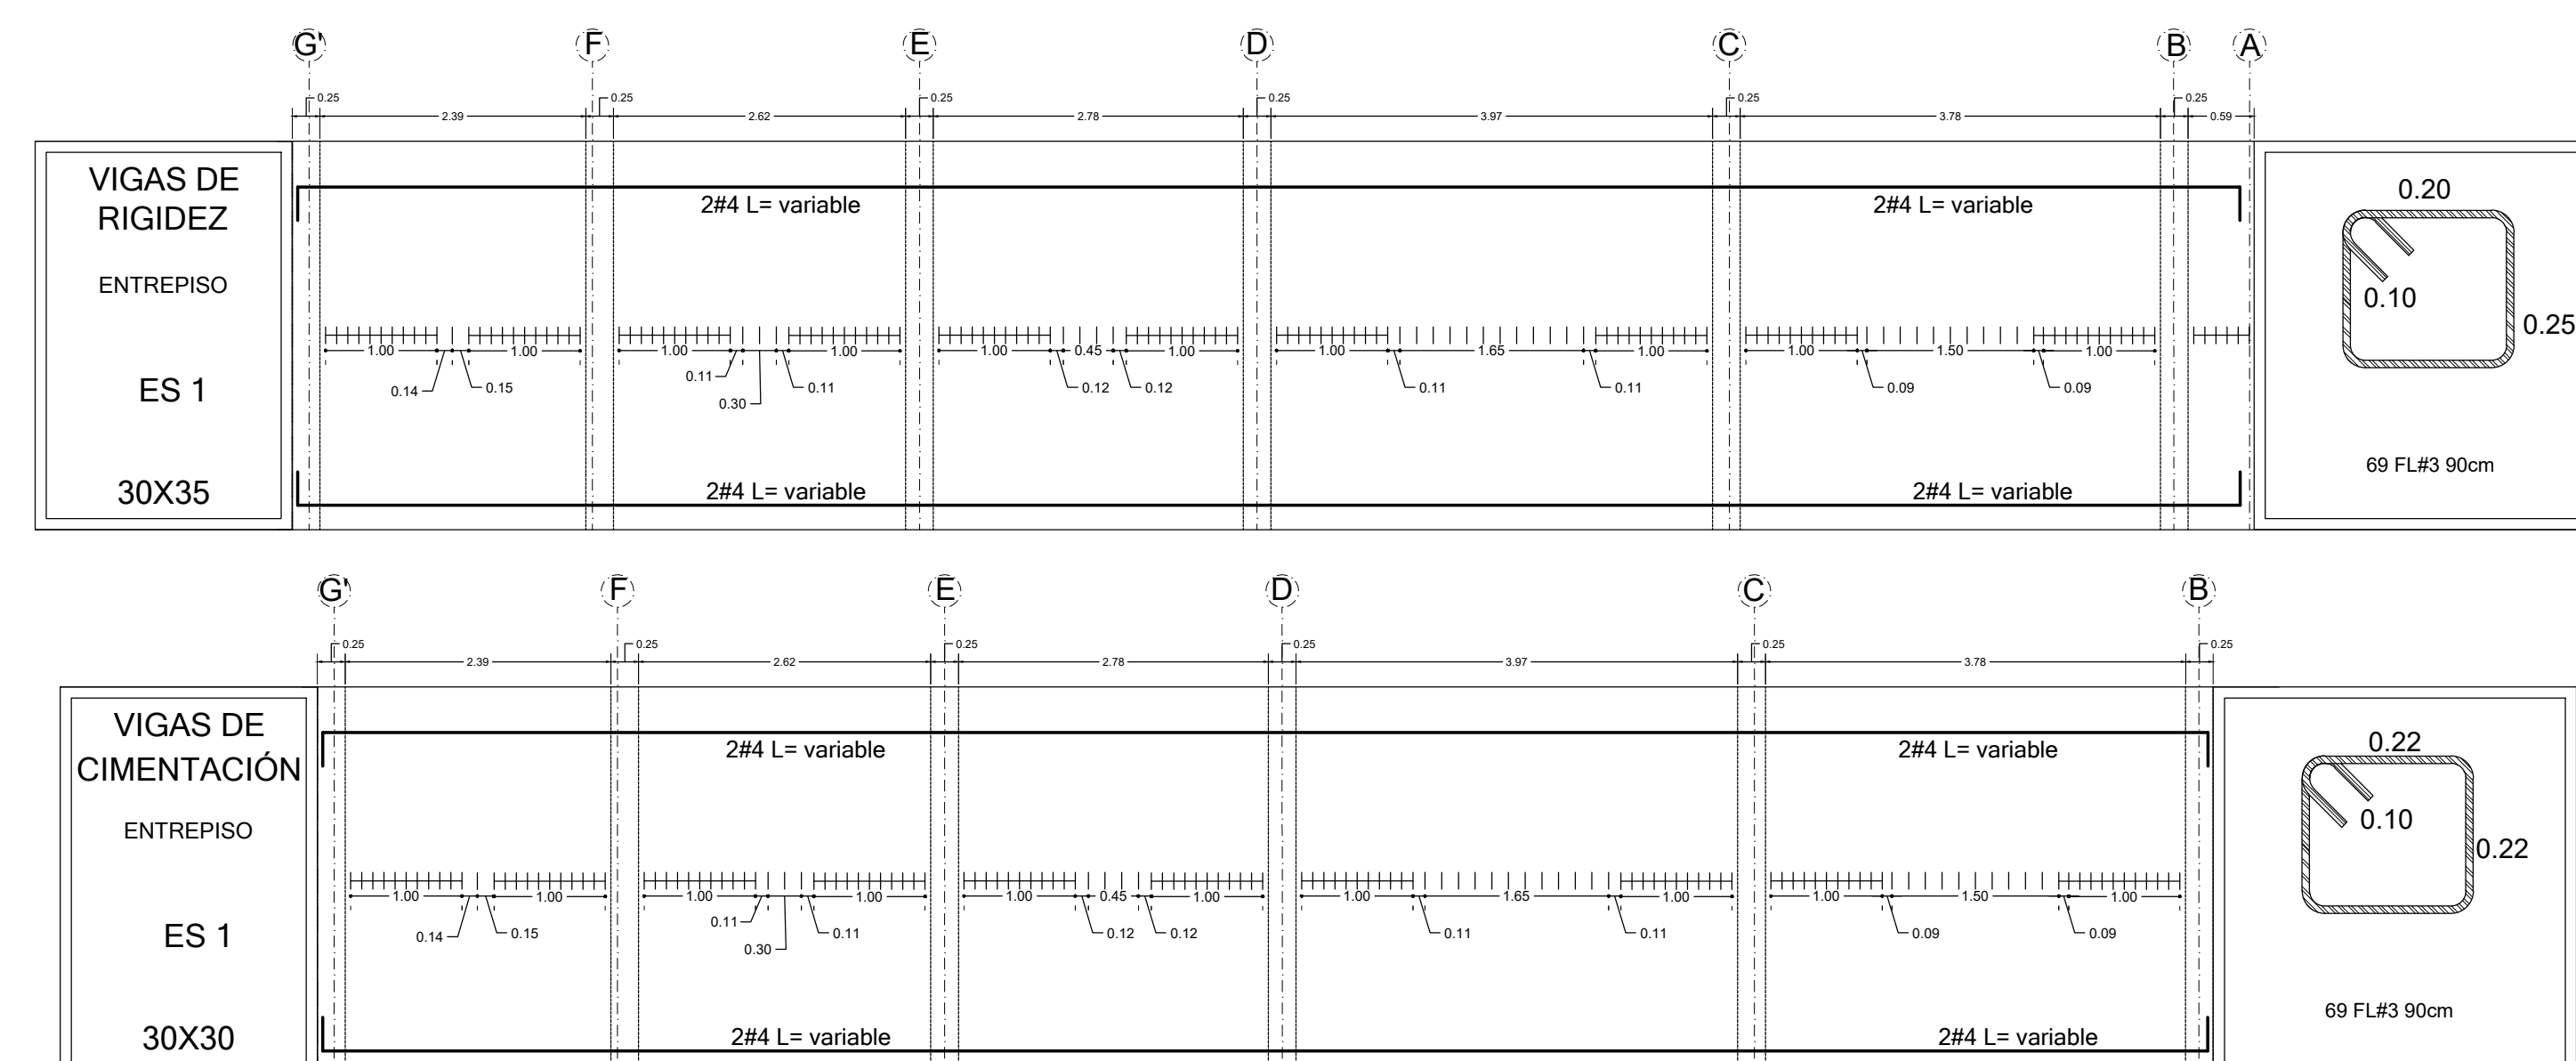 G' F E D C B A
0.25 0.25 0.25 0.25 0.25 0.25
2.39 2.62 2.78 3.97 3.78 0.59
VIGAS DE
RIGIDEZ
ENTREPISO
ES 1
30X35
2#4 L= variable 2#4 L= variable
1.00 1.00 1.00 1.00 1.00 0.45 1.00 1.00 1.65 1.00 1.00 1.50 1.00
0.14 0.15 0.11 0.30 0.11 0.12 0.12 0.11 0.11 0.09 0.09
2#4 L= variable 2#4 L= variable
0.20
0.10
0.25
69 FL#3 90cm
G' F E D C B
0.25 0.25 0.25 0.25 0.25 0.25
2.39 2.62 2.78 3.97 3.78
VIGAS DE
CIMENTACIÓN
ENTREPISO
ES 1
30X30
2#4 L= variable 2#4 L= variable
1.00 1.00 1.00 1.00 1.00 0.45 1.00 1.00 1.65 1.00 1.00 1.50 1.00
0.14 0.15 0.11 0.30 0.11 0.12 0.12 0.11 0.11 0.09 0.09
2#4 L= variable 2#4 L= variable
0.22
0.10
0.22
69 FL#3 90cm